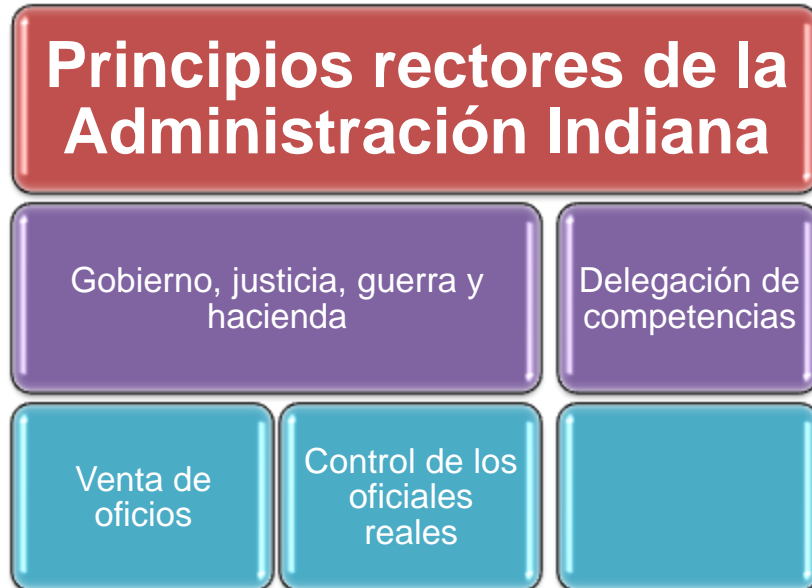 Principios rectores de la
Administración Indiana
Gobierno, justicia, guerra y
hacienda
Delegación de
competencias
Venta de
oficios
Control de los
oficiales
reales